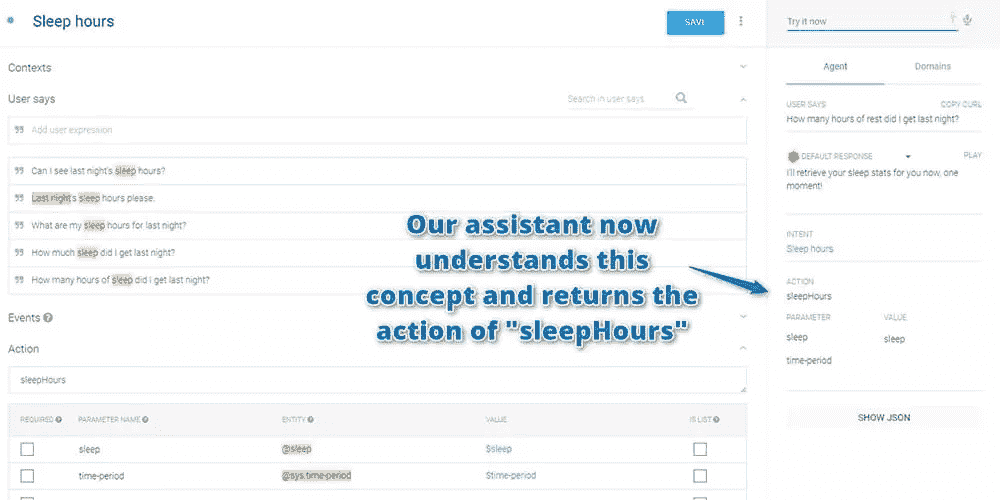 Sleep hours
SAVE
Try it now
Contexts
User says
Search in user says
Add user expression
Can I see last night's sleep hours?
Last night's sleep hours please.
What are my sleep hours for last night?
How much sleep did I get last night?
How many hours of sleep did I get last night?
Events
Action
sleepHours
REQUIRED PARAMETER NAME ENTITY VALUE IS LIST
sleep @sleep $sleep
time-period @sys.time-period $time-period
Our assistant now
understands this
concept and returns the
action of "sleepHours"
Agent Domains
USER SAYS COPY CURL
How many hours of rest did I get last night?
DEFAULT RESPONSE PLAY
I'll retrieve your sleep stats for you now, one
moment!
INTENT
Sleep hours
ACTION
sleepHours
PARAMETER VALUE
sleep sleep
time-period
SHOW JSON